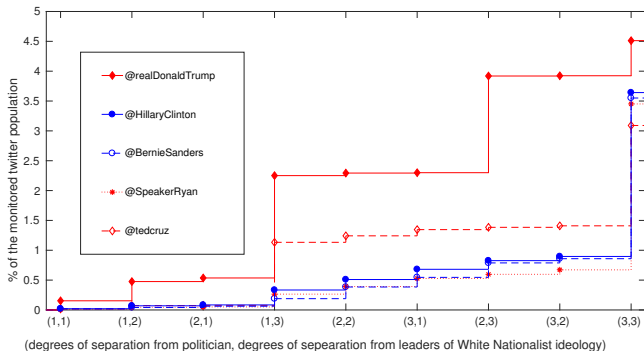 5
4.5
4
3.5
3
2.5
2
1.5
1
0.5
0
% of the monitored twitter population
@realDonaldTrump
@HillaryClinton
@BernieSanders
@SpeakerRyan
@tedcruz
(1,1) (1,2) (2,1) (1,3) (2,2) (3,1) (2,3) (3,2) (3,3)
(degrees of separation from politician, degrees of sepearation from leaders of White Nationalist ideology)